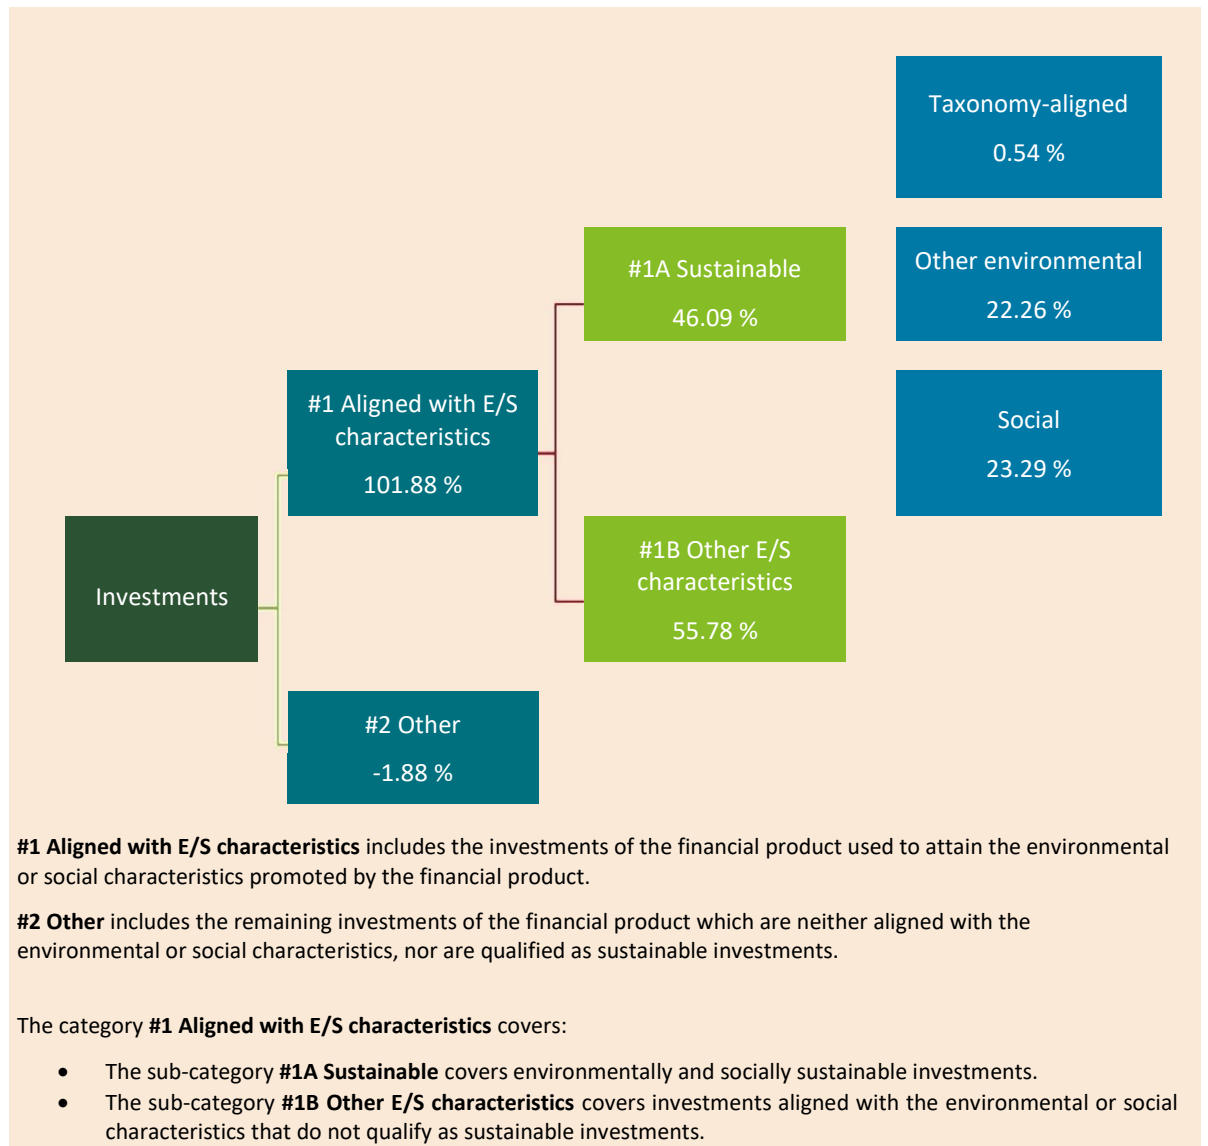 Taxonomy-aligned
0.54 %
#1A Sustainable
46.09 %
Other environmental
22.26 %
#1 Aligned with E/S
characteristics
101.88 %
Social
23.29 %
Investments
#1B Other E/S
characteristics
55.78 %
#2 Other
-1.88 %
#1 Aligned with E/S characteristics includes the investments of the financial product used to attain the environmental
or social characteristics promoted by the financial product.
#2 Other includes the remaining investments of the financial product which are neither aligned with the
environmental or social characteristics, nor are qualified as sustainable investments.
The category #1 Aligned with E/S characteristics covers:
• The sub-category #1A Sustainable covers environmentally and socially sustainable investments.
• The sub-category #1B Other E/S characteristics covers investments aligned with the environmental or social
characteristics that do not qualify as sustainable investments.